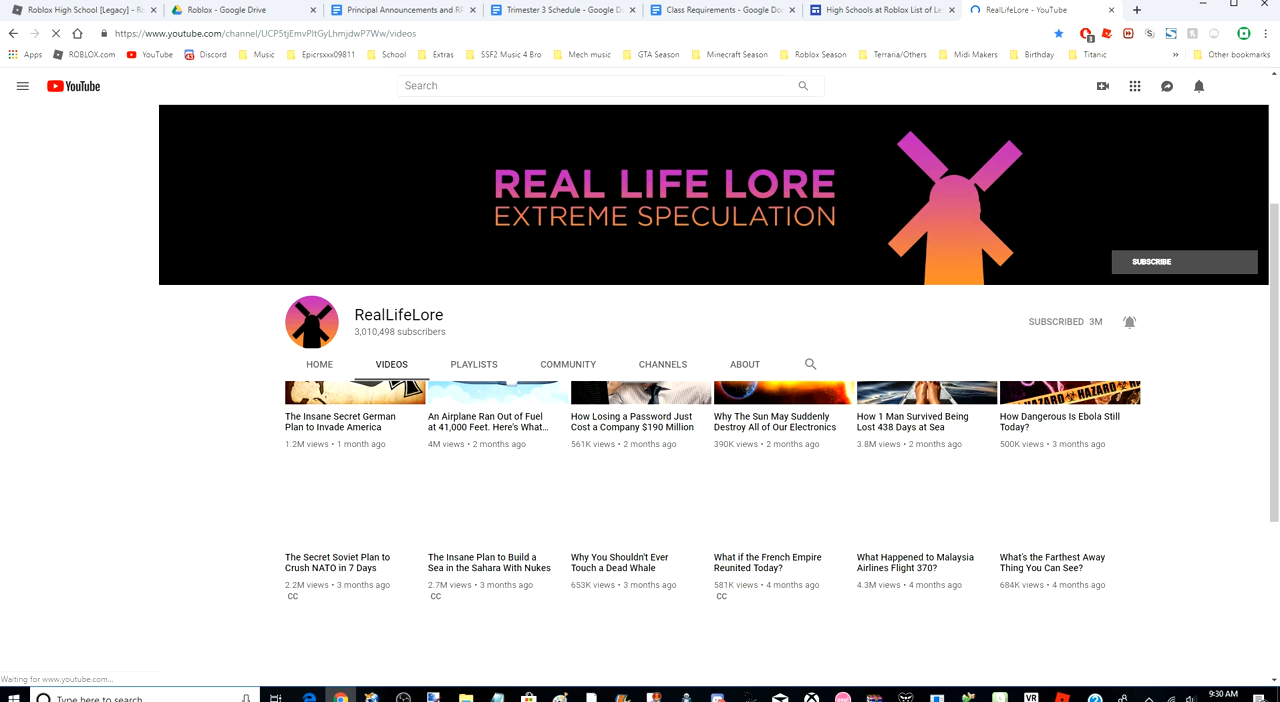 Roblox High School [Legacy] - Ro
Roblox - Google Drive
Principal Announcements and RP
Trimester 3 Schedule - Google Do
Class Requirements - Google Doc
High Schools at Roblox List of Le
RealLifeLore - YouTube
https://www.youtube.com/channel/UCP5tjEmvPItGyLhmjdwP7Ww/videos
Apps
ROBLOX.com
YouTube
Discord
Music
Epicrsxxx09811
School
Extras
SSF2 Music 4 Bro
Mech music
GTA Season
Minecraft Season
Roblox Season
Terraria/Others
Midi Makers
Birthday
Titanic
»
Other bookmarks
YouTube
Search
REAL LIFE LORE
EXTREME SPECULATION
SUBSCRIBE
RealLifeLore
3,010,498 subscribers
SUBSCRIBED 3M
HOME VIDEOS PLAYLISTS COMMUNITY CHANNELS ABOUT
HAZARD
The Insane Secret German
Plan to Invade America
1.2M views • 1 month ago
An Airplane Ran Out of Fuel
at 41,000 Feet. Here's What...
4M views • 2 months ago
How Losing a Password Just
Cost a Company $190 Million
561K views • 2 months ago
Why The Sun May Suddenly
Destroy All of Our Electronics
390K views • 2 months ago
How 1 Man Survived Being
Lost 438 Days at Sea
3.8M views • 2 months ago
How Dangerous Is Ebola Still
Today?
500K views • 3 months ago
The Secret Soviet Plan to
Crush NATO in 7 Days
2.2M views • 3 months ago
CC
The Insane Plan to Build a
Sea in the Sahara With Nukes
2.7M views • 3 months ago
CC
Why You Shouldn't Ever
Touch a Dead Whale
653K views • 3 months ago
What if the French Empire
Reunited Today?
581K views • 4 months ago
CC
What Happened to Malaysia
Airlines Flight 370?
4.3M views • 4 months ago
What's the Farthest Away
Thing You Can See?
684K views • 4 months ago
Waiting for www.youtube.com...
Type here to search
VR
9:30 AM